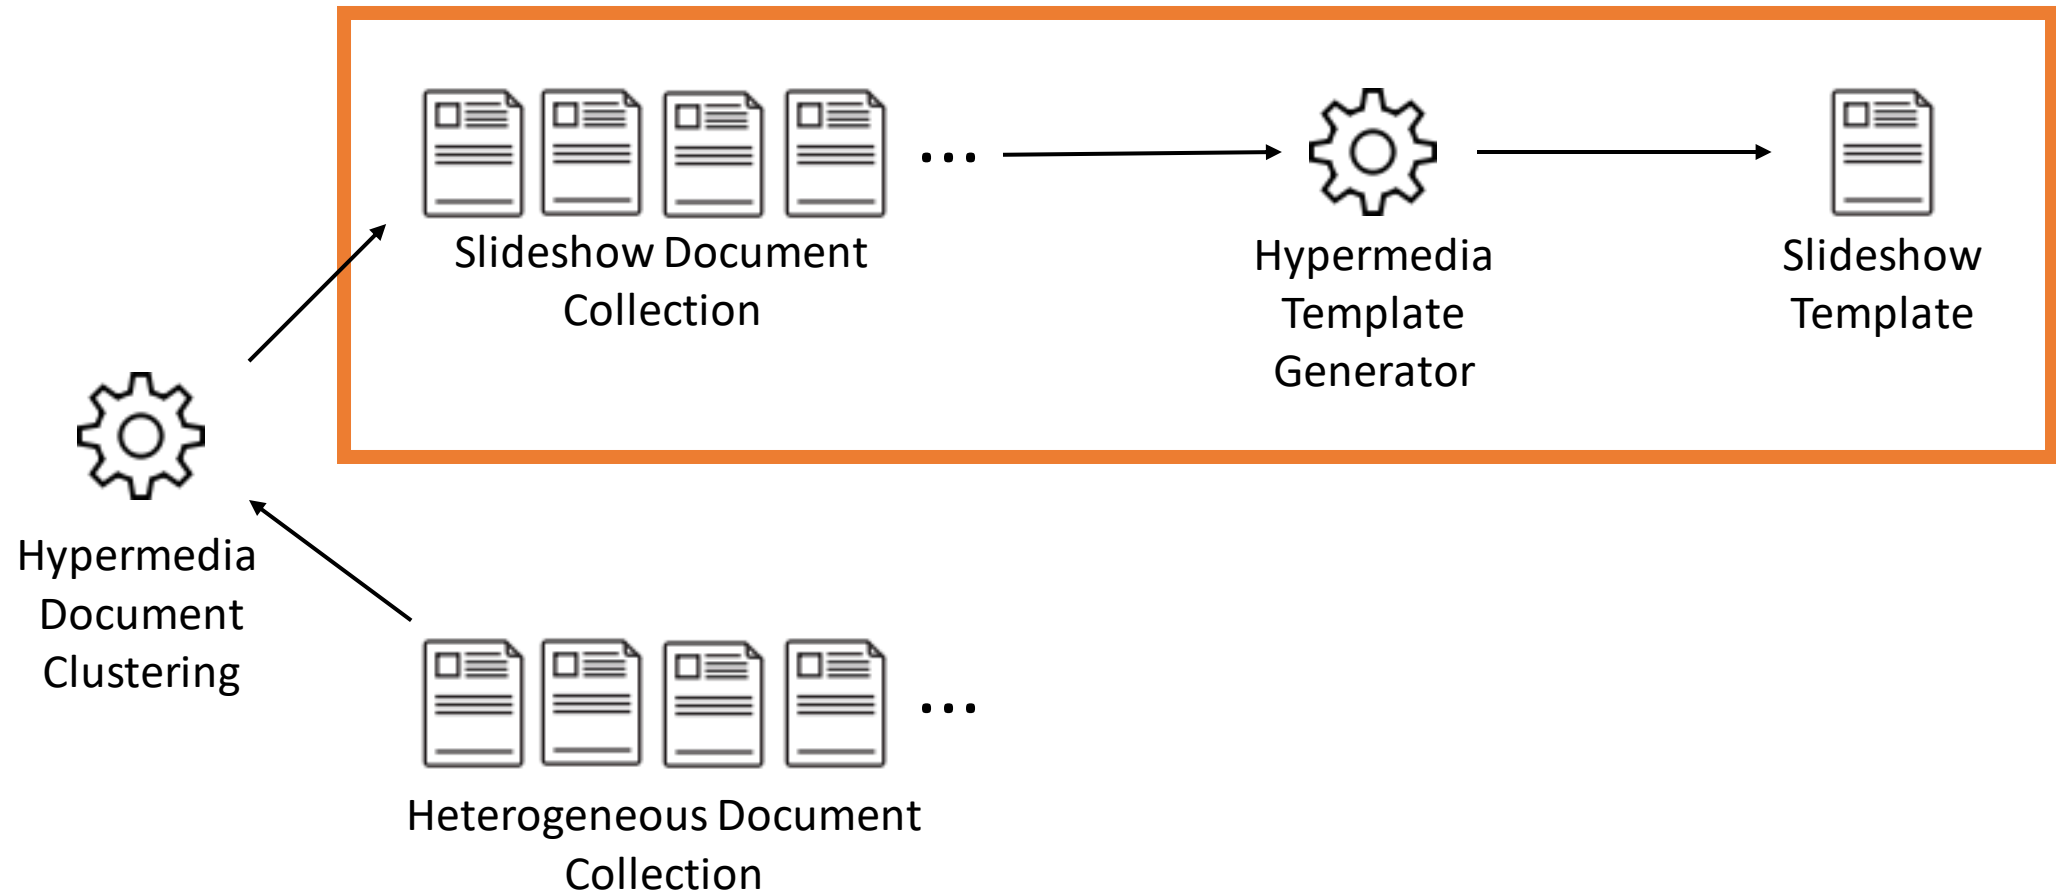 Slideshow Document
Collection
Hypermedia
Template
Generator
Slideshow
Template
Hypermedia
Document
Clustering
Heterogeneous Document
Collection